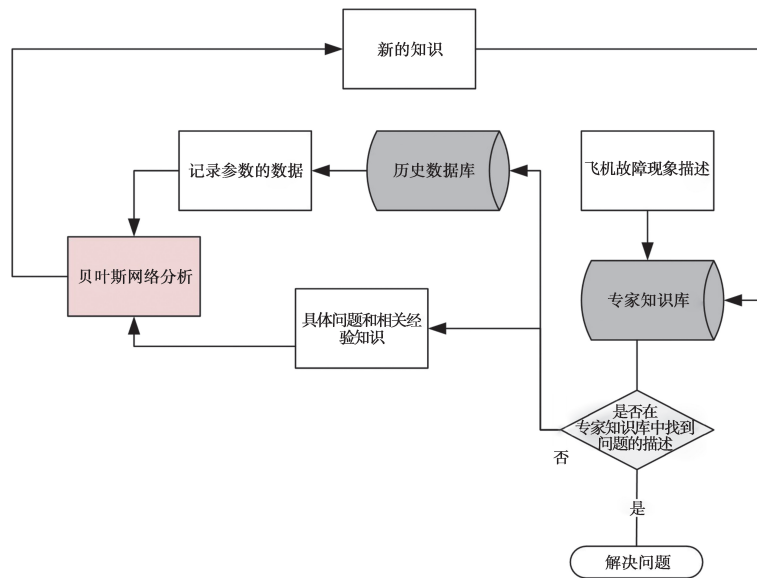 新的知识
记录参数的数据
历史数据库
飞机故障现象描述
贝叶斯网络分析
专家知识库
具体问题和相关经
验知识
是否在
专家知识库中找到
问题的描述
否
是
解决问题